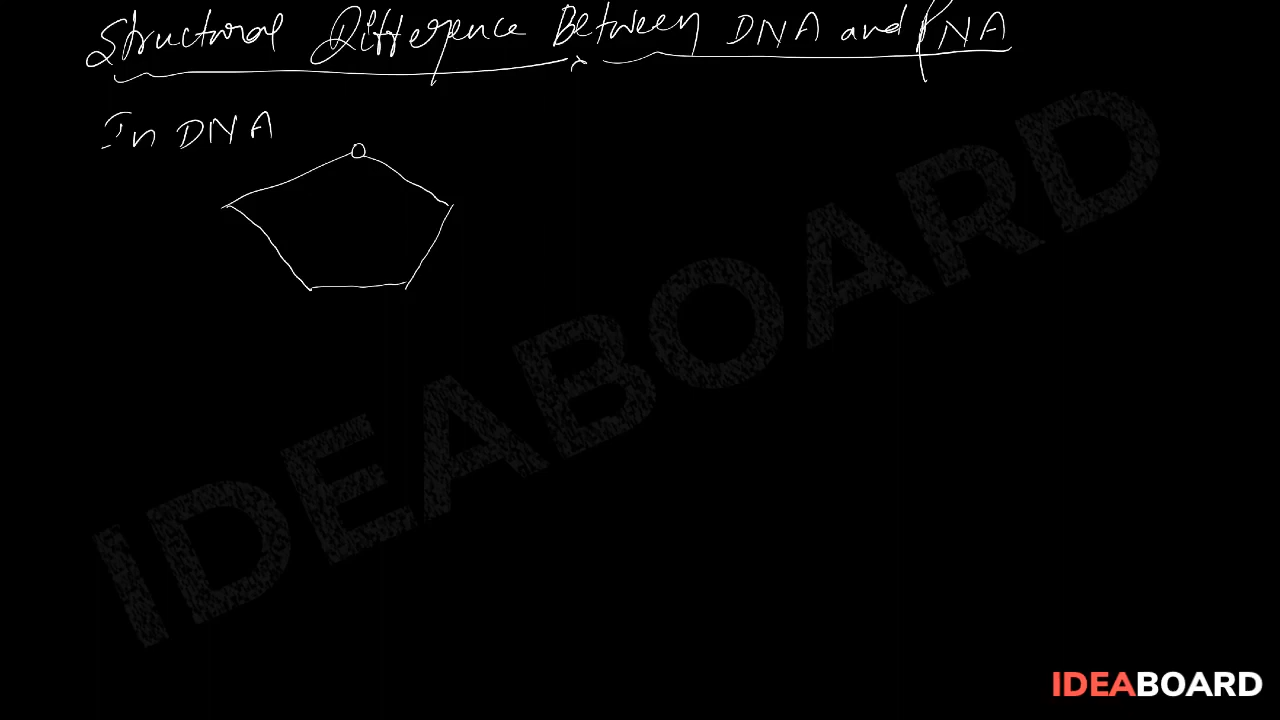 Structural Difference Between DNA and RNA
In DNA
O
IDEABOARD
IDEABOARD